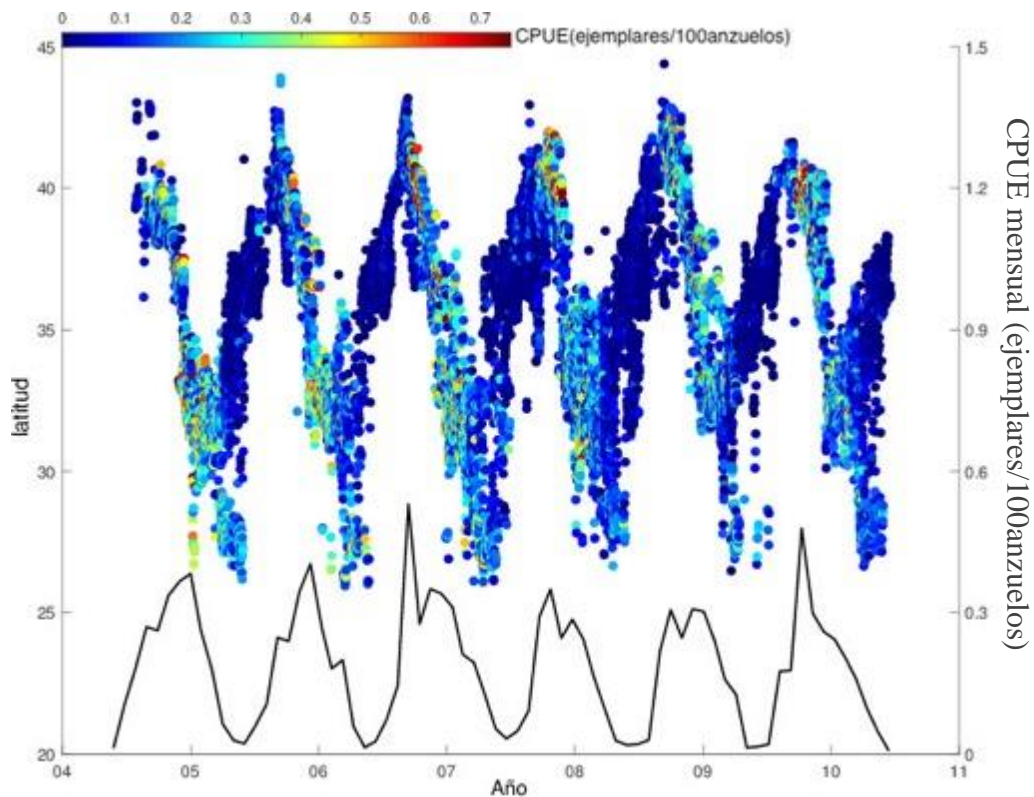 0 0.1 0.2 0.3 0.4 0.5 0.6 0.7
CPUE(ejemplares/100anzuelos)
45 1.5
40 1.2
35 0.9
30 0.6
25 0.3
20 0
latitud
CPUE mensual (ejemplares/100anzuelos)
04 05 06 07 08 09 10 11
Año